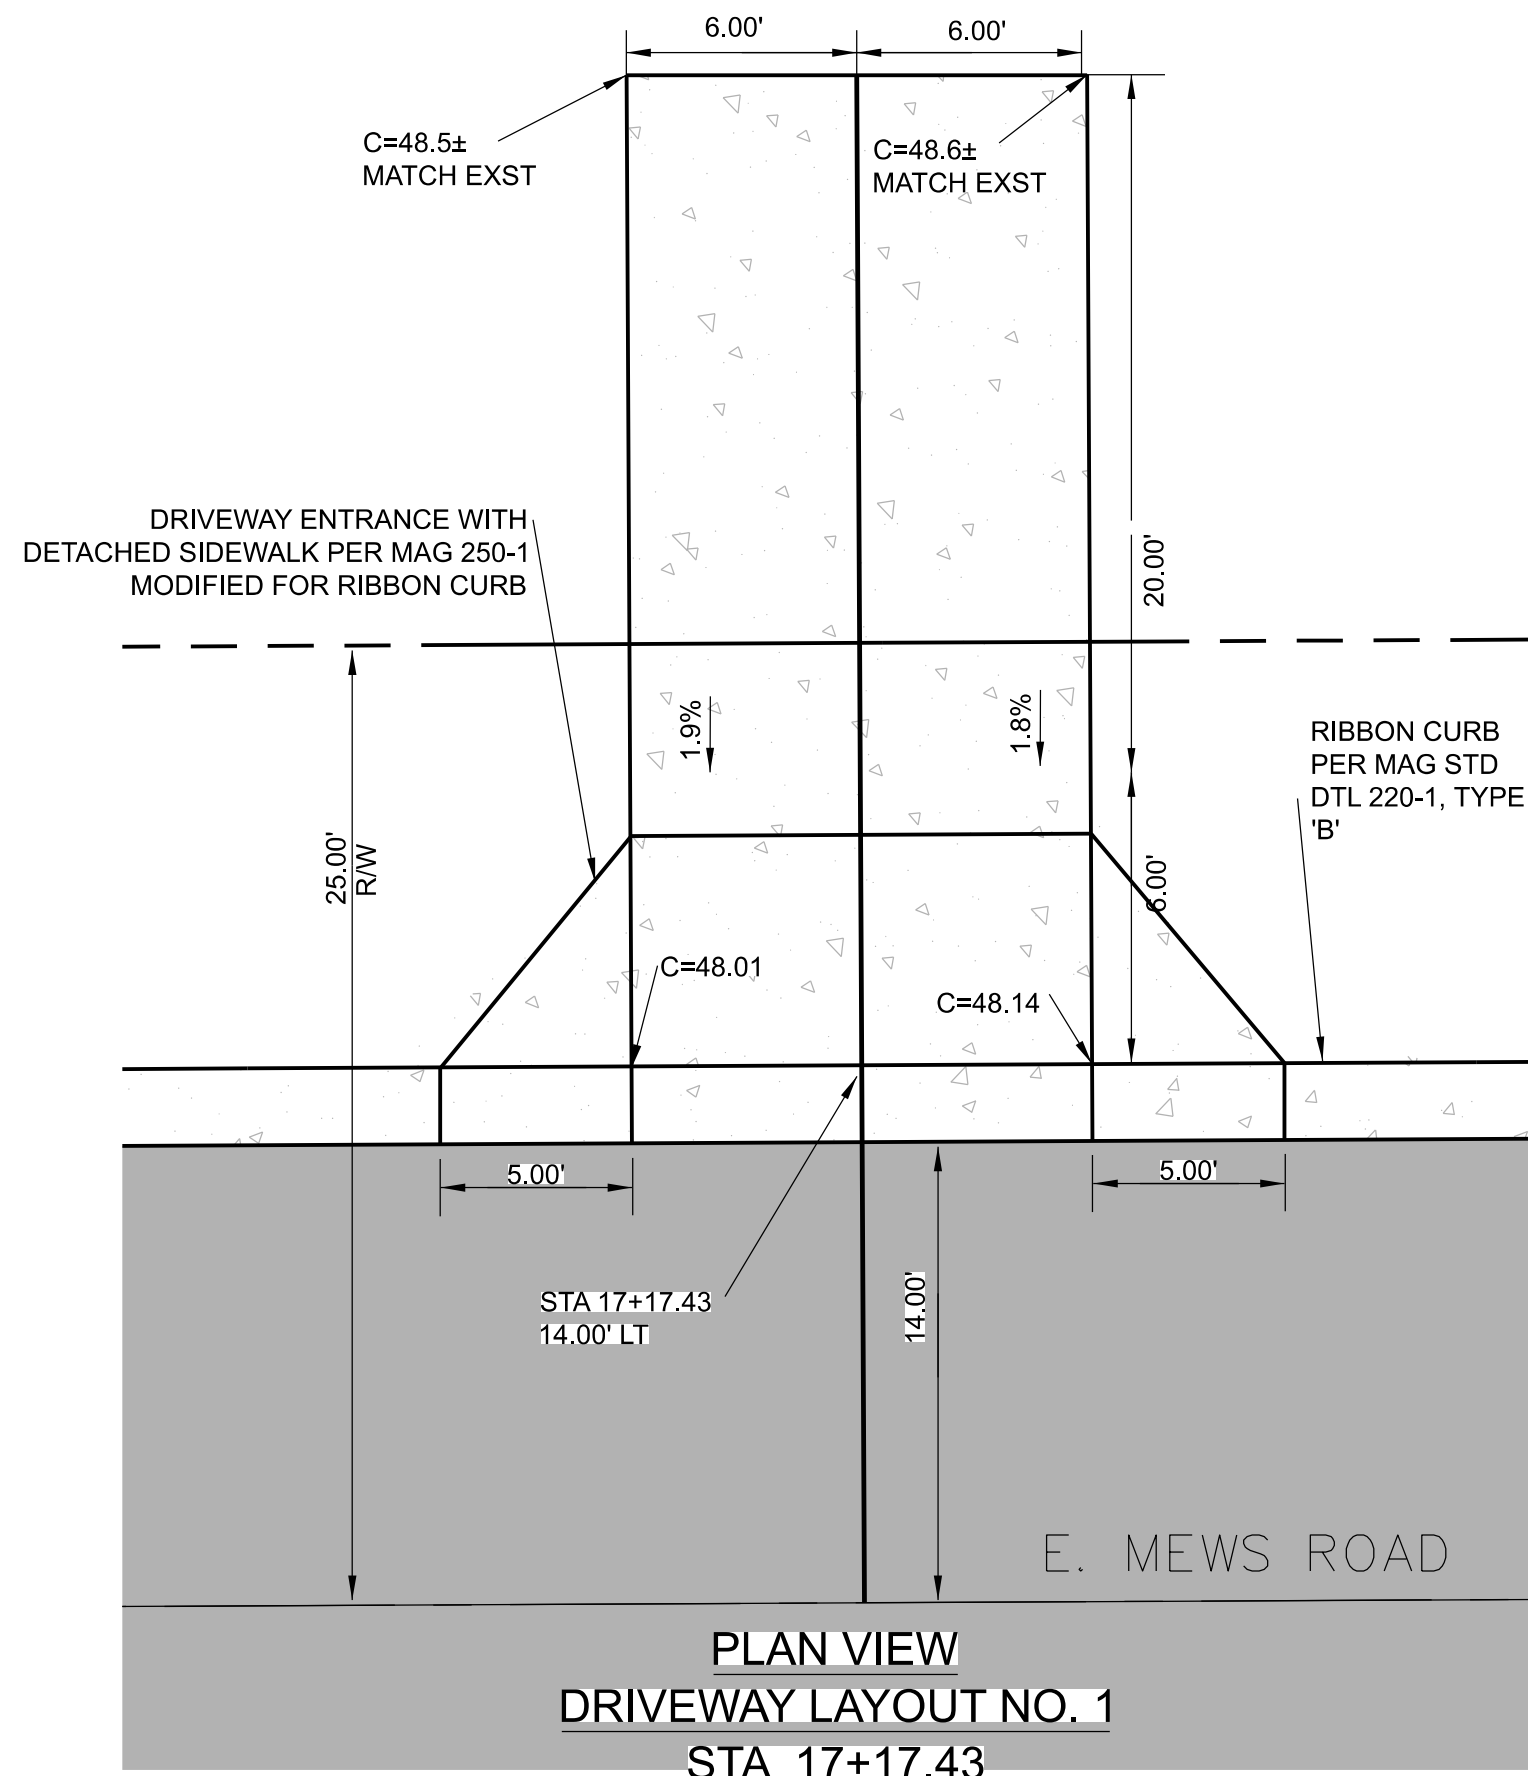 6.00'
6.00'
C=48.5±
MATCH EXST
C=48.6±
MATCH EXST
DRIVEWAY ENTRANCE WITH
DETACHED SIDEWALK PER MAG 250-1
MODIFIED FOR RIBBON CURB
20.00'
1.9%
1.8%
RIBBON CURB
PER MAG STD
DTL 220-1, TYPE
'B'
25.00'
R/W
6.00'
C=48.01
C=48.14
5.00'
5.00'
STA 17+17.43
14.00' LT
14.00'
E. MEWS ROAD
PLAN VIEW
DRIVEWAY LAYOUT NO. 1
STA 17+17.43